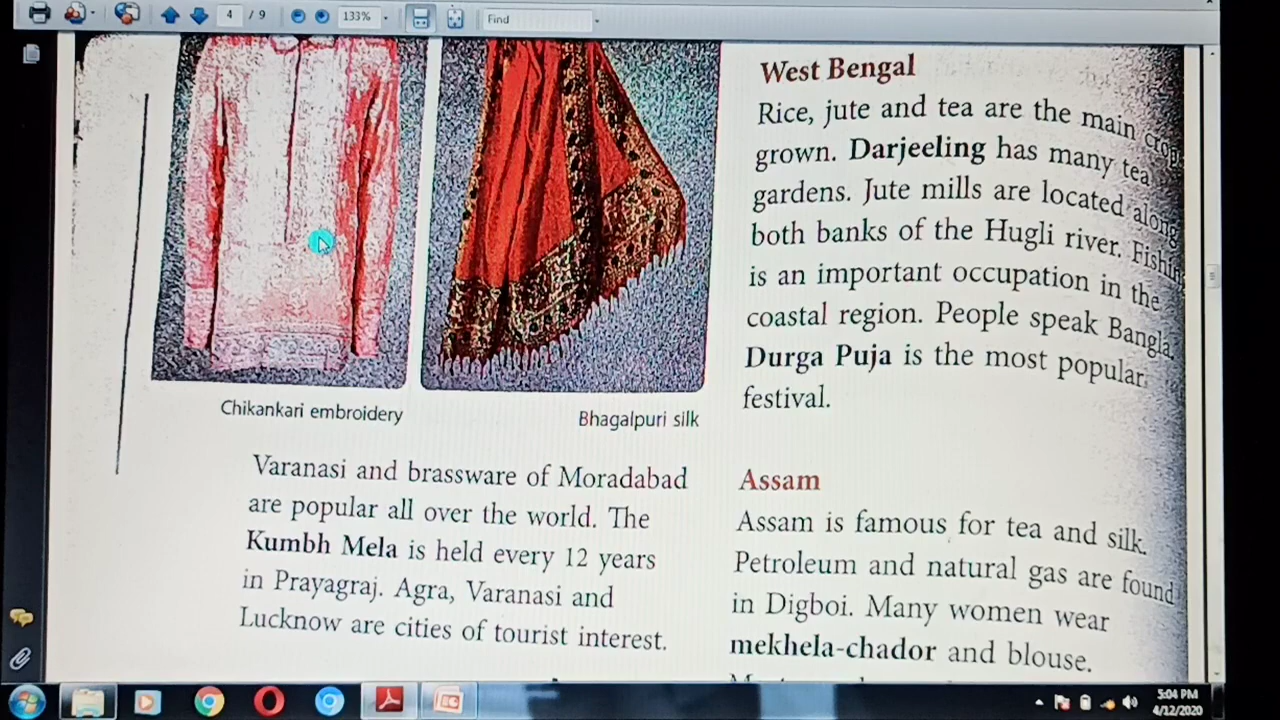 4 / 9
133%
Find
Chikankari embroidery
Bhagalpuri silk
Varanasi and brassware of Moradabad
are popular all over the world. The
Kumbh Mela is held every 12 years
in Prayagraj. Agra, Varanasi and
Lucknow are cities of tourist interest.
West Bengal
Rice, jute and tea are the main
grown. Darjeeling has many tea
gardens. Jute mills are located along
both banks of the Hugli river.
is an important occupation in the
coastal region. People speak Bangla.
Durga Puja is the most popular
festival.
Assam
Assam is famous for tea and silk.
Petroleum and natural gas are found
in Digboi. Many women wear
mekhela-chador and blouse.
5:04 PM
4/12/2020